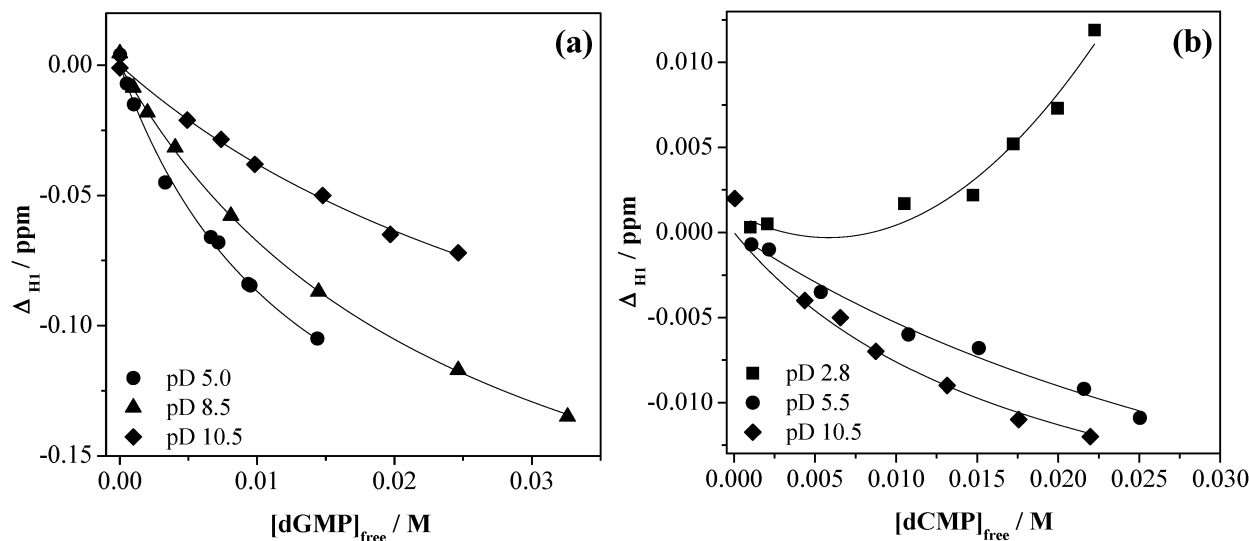 (a)
0.00
-0.05
-0.10
-0.15
Δ H1 / ppm
pD 5.0
pD 8.5
pD 10.5
0.00 0.01 0.02 0.03
[dGMP]free / M
(b)
0.010
0.005
0.000
-0.005
-0.010
Δ H1 / ppm
pD 2.8
pD 5.5
pD 10.5
0.000 0.005 0.010 0.015 0.020 0.025 0.030
[dCMP]free / M